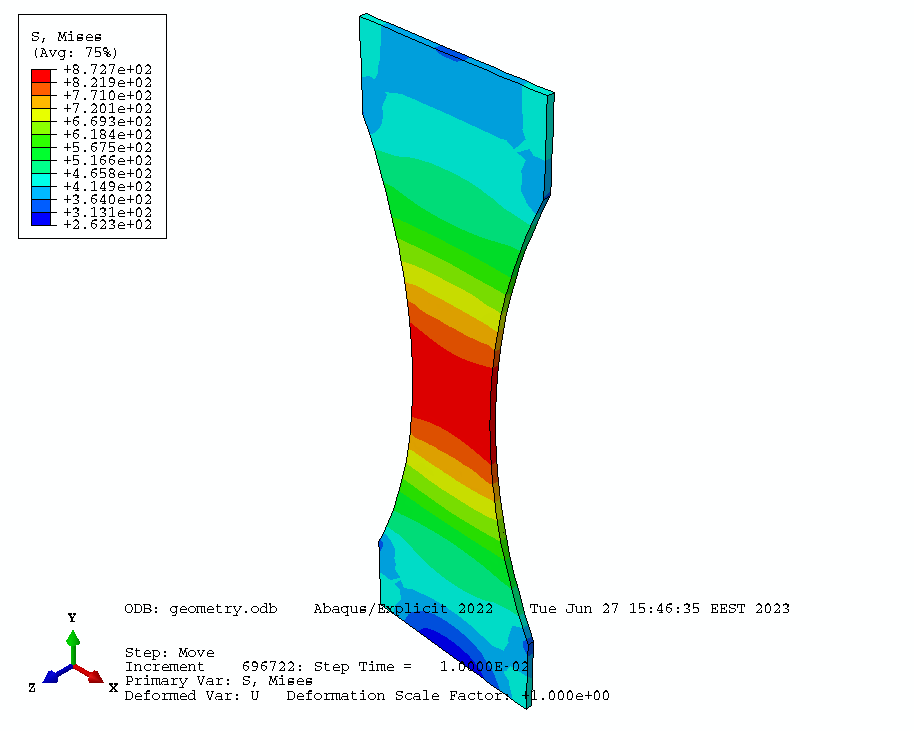 S, Mises
(Avg: 75%)
+8.727e+02
+8.219e+02
+7.710e+02
+7.201e+02
+6.693e+02
+6.184e+02
+5.675e+02
+5.166e+02
+4.658e+02
+4.149e+02
+3.640e+02
+3.131e+02
+2.623e+02
Y
Z
X
ODB: geometry.odb Abaqus/Explicit 2022 Tue Jun 27 15:46:35 EEST 2023
Step: Move
Increment 696722: Step Time = 1.0000E-02
Primary Var: S, Mises
Deformed Var: U Deformation Scale Factor: +1.000e+00